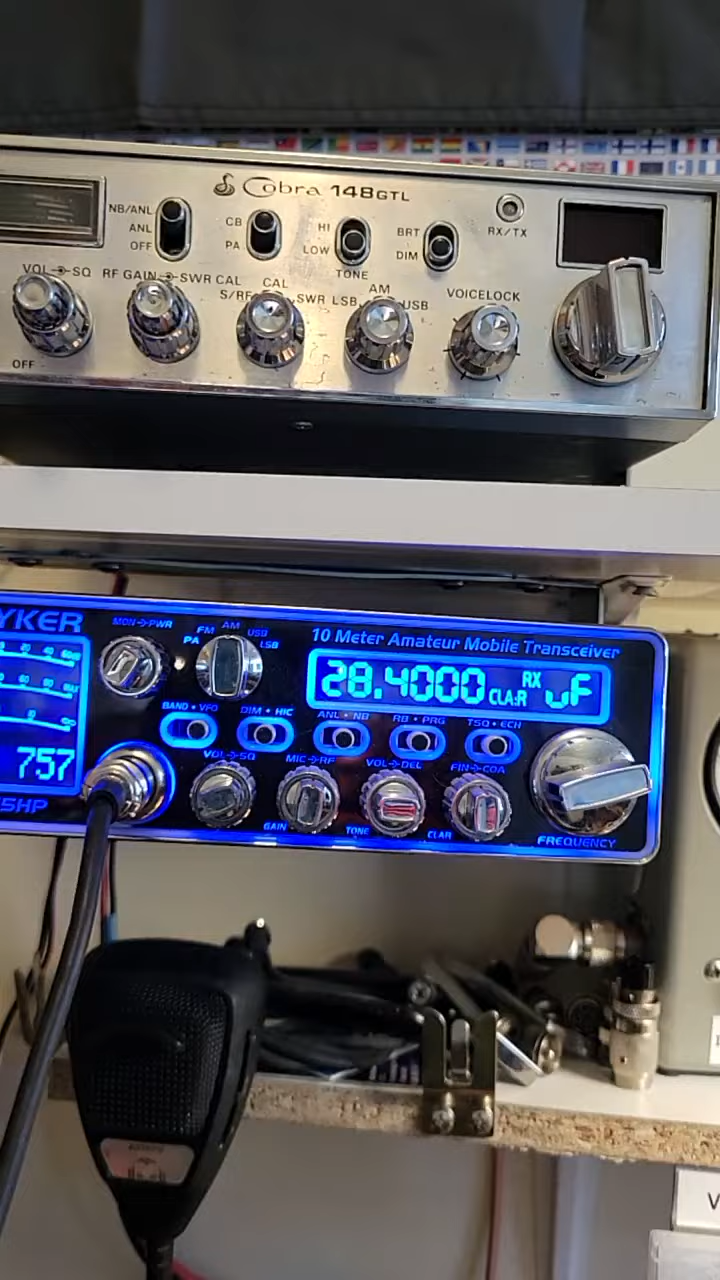 Cobra 148GTL
NB/ANL
ANL
OFF
CB
PA
HI
LOW
TONE
BRT
DIM
RX/TX
VOL SQ
OFF
RF GAIN SWR CAL
S/RF CAL SWR
LSB AM USB
VOICELOCK
YKER
MON PWR
PA FM AM USB LSB
10 Meter Amateur Mobile Transceiver
28.4000 CLAR RX uF
BAND • VFO
DIM • HIC
ANL • NB
RB • PRG
TSQ • ECH
757
5HP
VOL SQ
MIC RF
VOL DEL
FIN COA
GAIN
TONE
CLAR
FREQUENCY
V